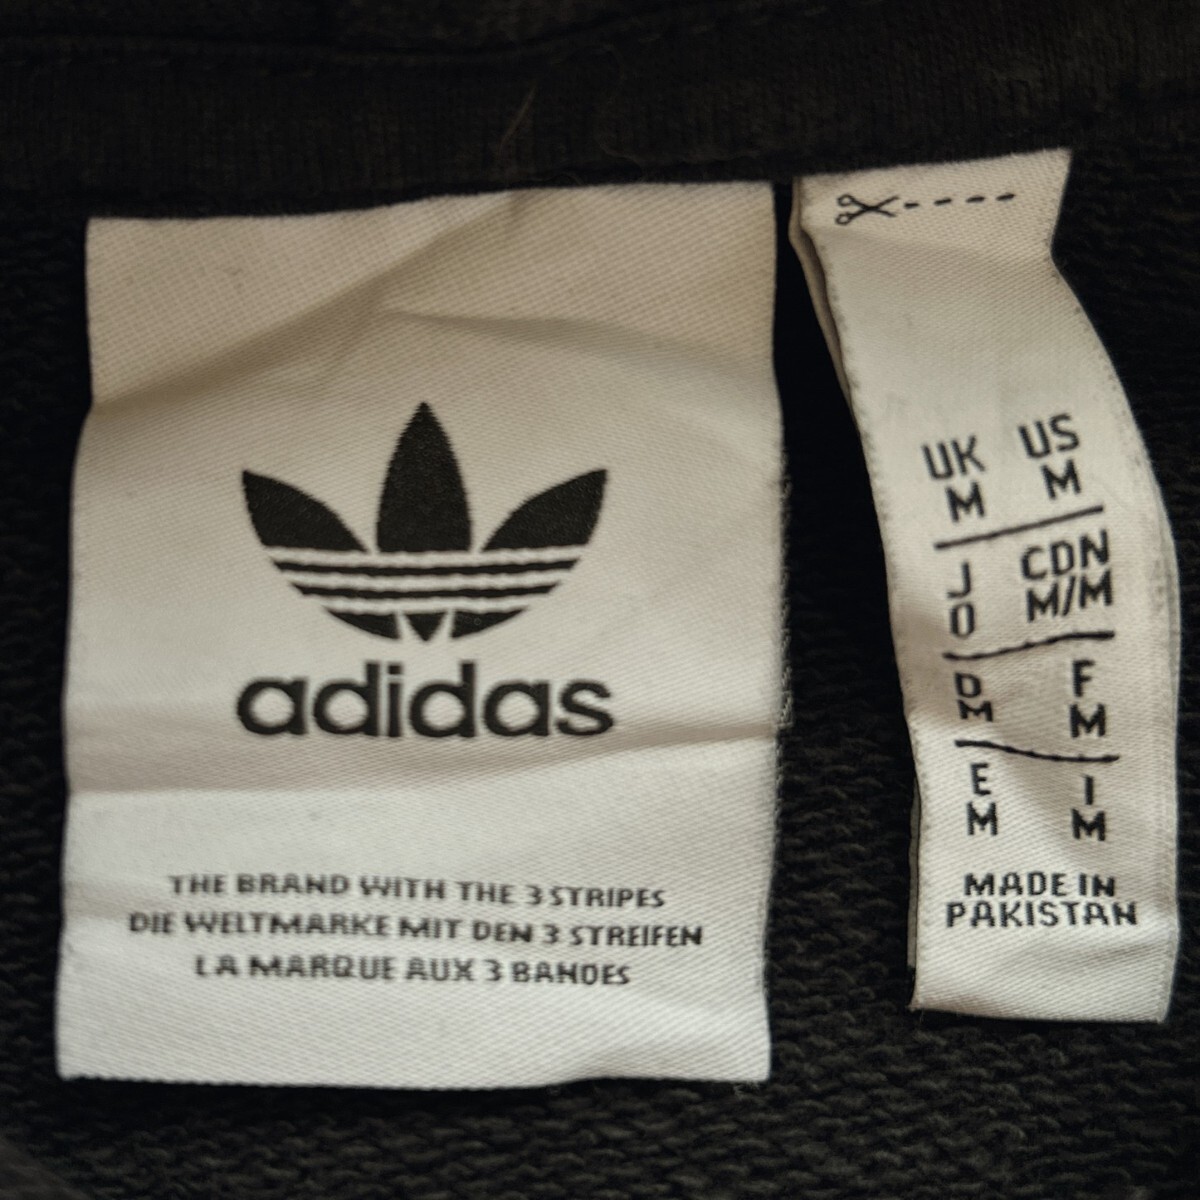 adidas
THE BRAND WITH THE 3 STRIPES
DIE WELTMARKE MIT DEN 3 STREIFEN
LA MARQUE AUX 3 BANDES
UK US
M M
J CDN
O M/M
D F
M M
E I
M M
MADE IN
PAKISTAN